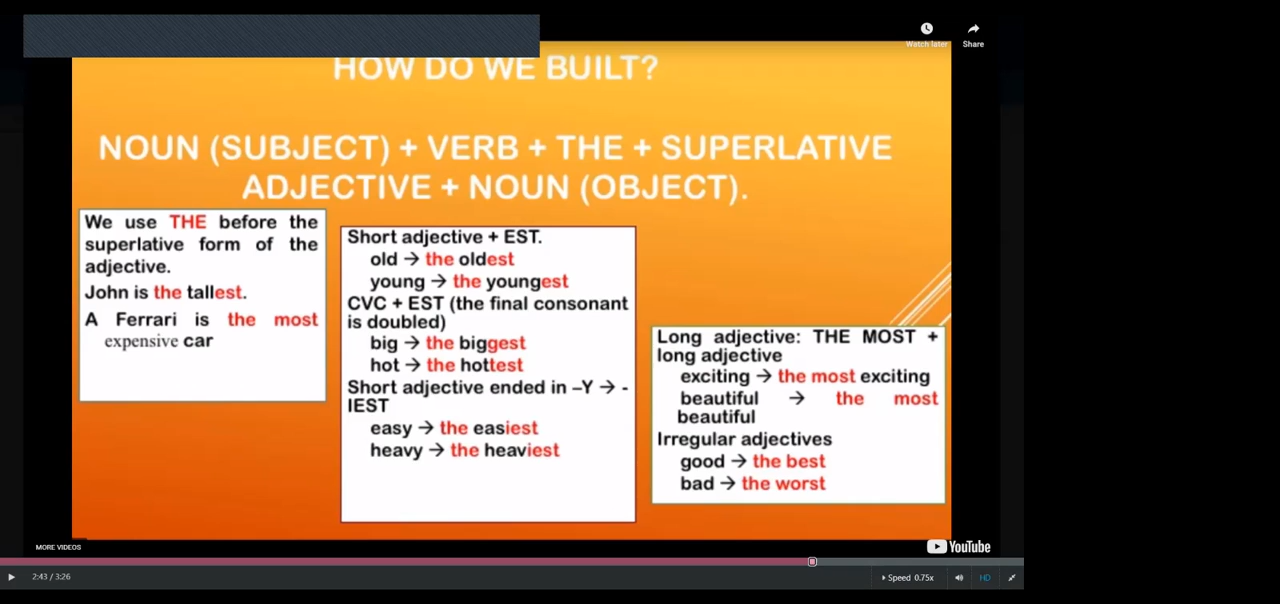 Watch later
Share
HOW DO WE BUILT?
NOUN (SUBJECT) + VERB + THE + SUPERLATIVE
ADJECTIVE + NOUN (OBJECT).
We use THE before the
superlative form of the
adjective.
John is the tallest.
A Ferrari is the most
expensive car
Short adjective + EST.
old → the oldest
young → the youngest
CVC + EST (the final consonant
is doubled)
big → the biggest
hot → the hottest
Short adjective ended in –Y → -
IEST
easy → the easiest
heavy → the heaviest
Long adjective: THE MOST +
long adjective
exciting → the most exciting
beautiful → the most
beautiful
Irregular adjectives
good → the best
bad → the worst
MORE VIDEOS
YouTube
2:43 / 3:26
Speed 0.75x
HD